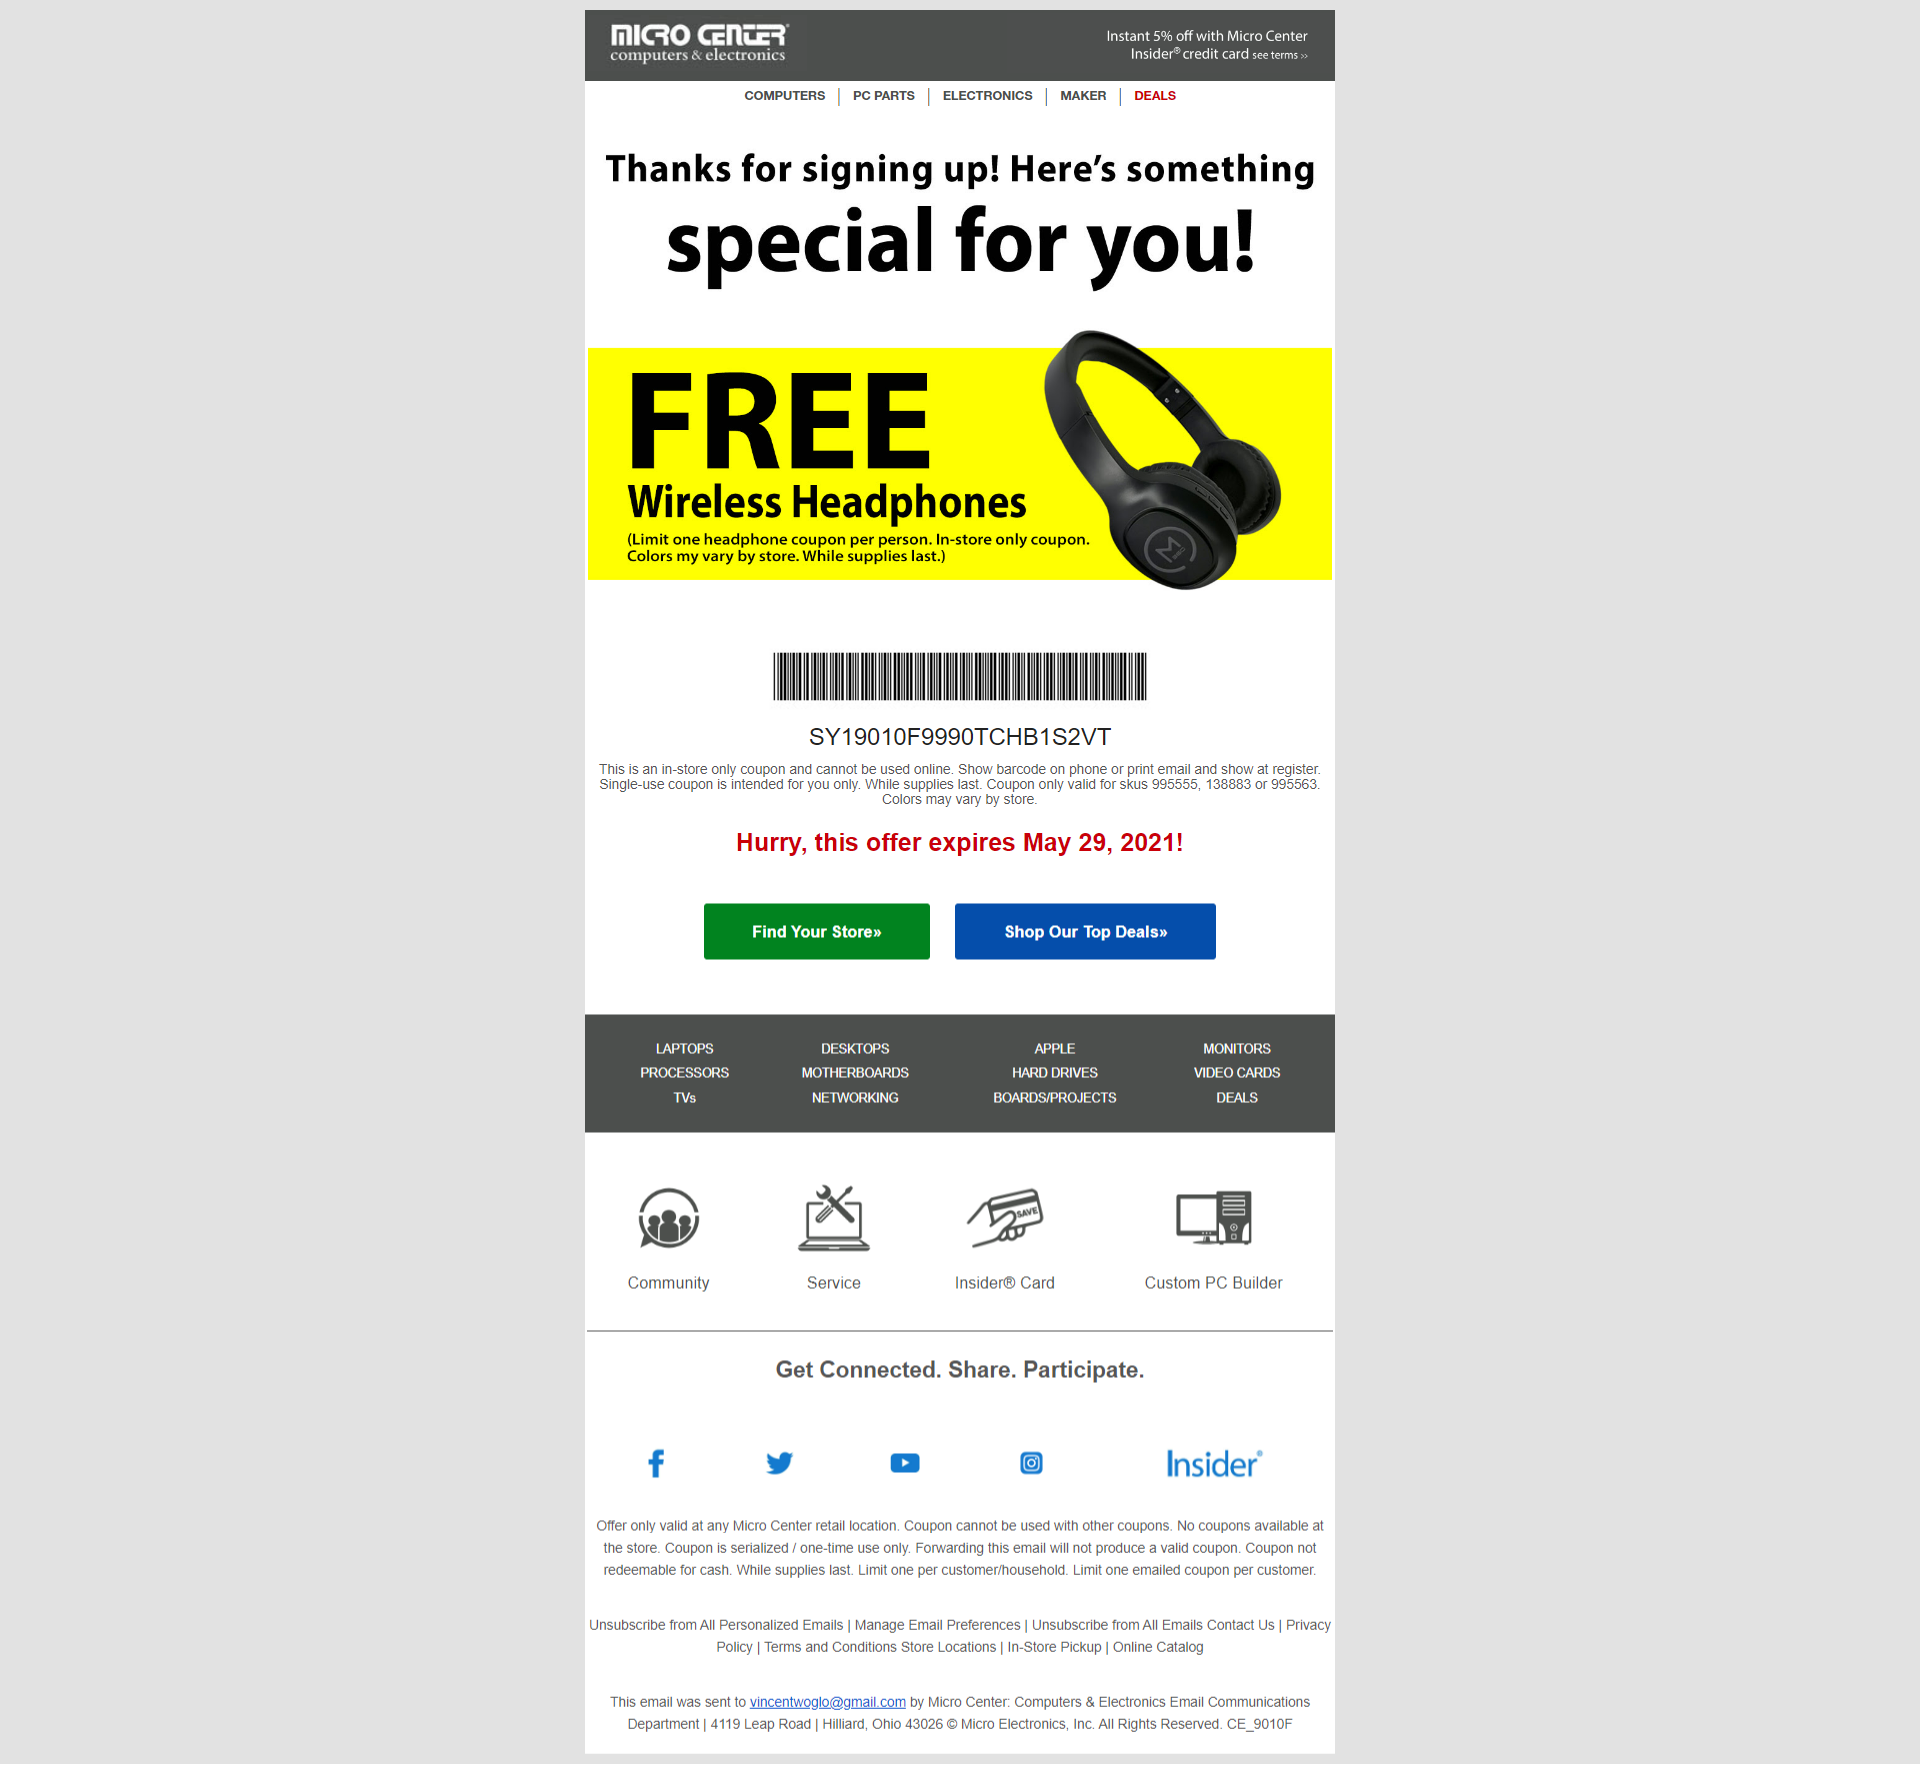 MICRO CENTER®
computers & electronics
Instant 5% off with Micro Center
Insider® credit card see terms >>
COMPUTERS | PC PARTS | ELECTRONICS | MAKER | DEALS
Thanks for signing up! Here's something
special for you!
FREE
Wireless Headphones
(Limit one headphone coupon per person. In-store only coupon.
Colors my vary by store. While supplies last.)
SY19010F9990TCHB1S2VT
This is an in-store only coupon and cannot be used online. Show barcode on phone or print email and show at register.
Single-use coupon is intended for you only. While supplies last. Coupon only valid for skus 995555, 138883 or 995563.
Colors may vary by store.
Hurry, this offer expires May 29, 2021!
Find Your Store» Shop Our Top Deals»
LAPTOPS DESKTOPS APPLE MONITORS
PROCESSORS MOTHERBOARDS HARD DRIVES VIDEO CARDS
TVs NETWORKING BOARDS/PROJECTS DEALS
SAVE
Community Service Insider® Card Custom PC Builder
Get Connected. Share. Participate.
Insider®
Offer only valid at any Micro Center retail location. Coupon cannot be used with other coupons. No coupons available at
the store. Coupon is serialized / one-time use only. Forwarding this email will not produce a valid coupon. Coupon not
redeemable for cash. While supplies last. Limit one per customer/household. Limit one emailed coupon per customer.
Unsubscribe from All Personalized Emails | Manage Email Preferences | Unsubscribe from All Emails Contact Us | Privacy
Policy | Terms and Conditions Store Locations | In-Store Pickup | Online Catalog
This email was sent to vincentwoglo@gmail.com by Micro Center: Computers & Electronics Email Communications
Department | 4119 Leap Road | Hilliard, Ohio 43026 © Micro Electronics, Inc. All Rights Reserved. CE_9010F